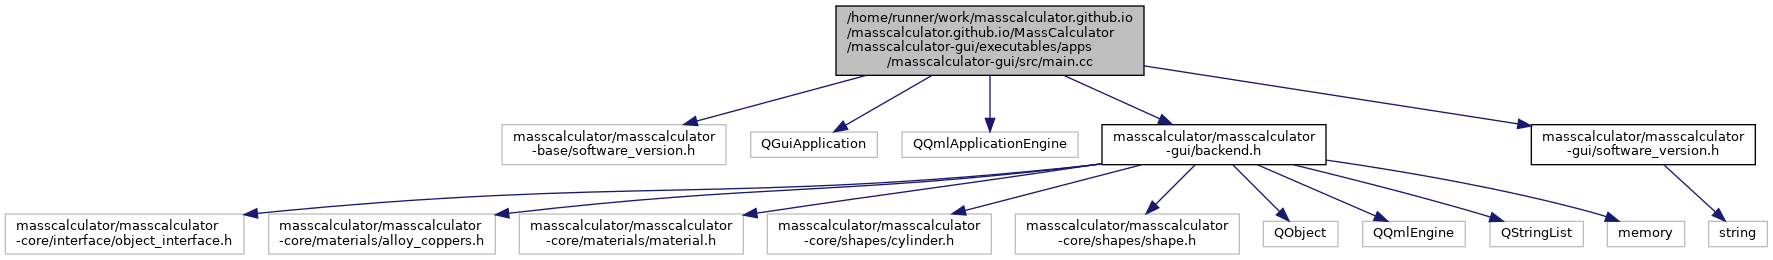 /home/runner/work/masscalculator.github.io
/masscalculator.github.io/MassCalculator
/masscalculator-gui/executables/apps
/masscalculator-gui/src/main.cc
masscalculator/masscalculator
-base/software_version.h
QGuiApplication
QQmlApplicationEngine
masscalculator/masscalculator
-gui/backend.h
masscalculator/masscalculator
-gui/software_version.h
masscalculator/masscalculator
-core/interface/object_interface.h
masscalculator/masscalculator
-core/materials/alloy_coppers.h
masscalculator/masscalculator
-core/materials/material.h
masscalculator/masscalculator
-core/shapes/cylinder.h
masscalculator/masscalculator
-core/shapes/shape.h
QObject
QQmlEngine
QStringList
memory
string